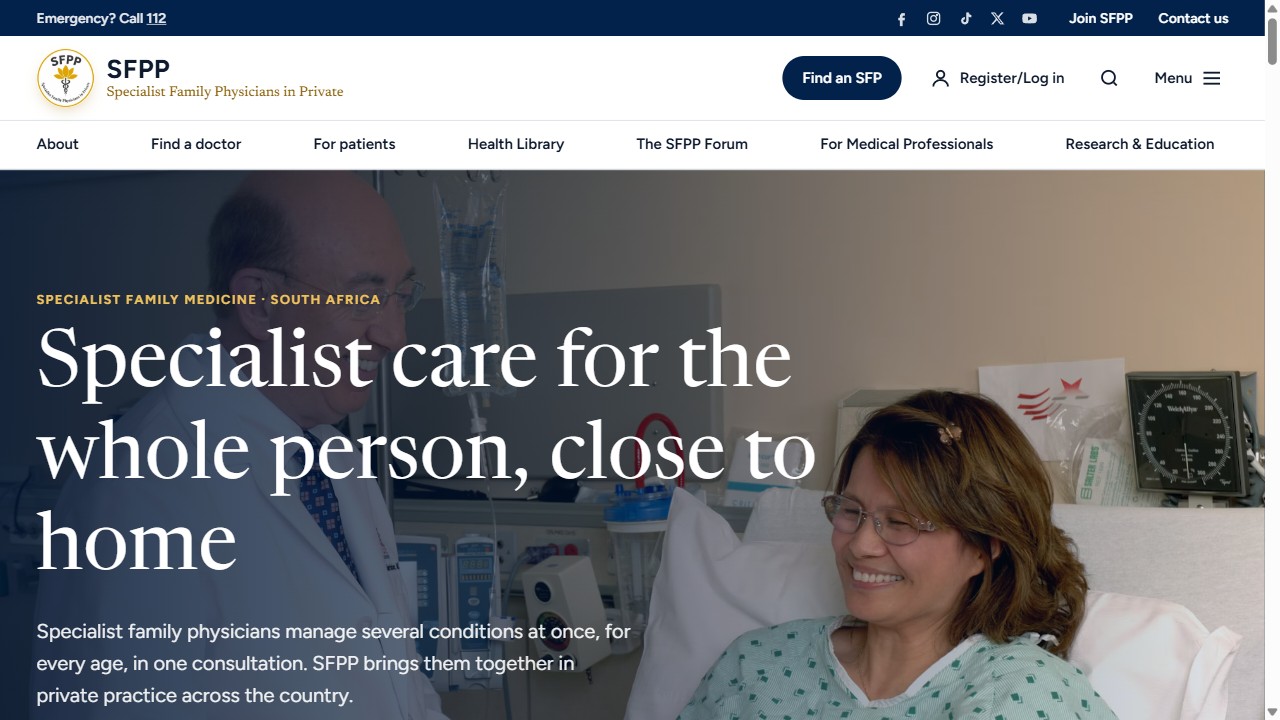 Emergency? Call 112
Join SFPP
Contact us
SFPP
SFPP
Specialist Family Physicians in Private
Find an SFP
Register/Log in
Menu
About
Find a doctor
For patients
Health Library
The SFPP Forum
For Medical Professionals
Research & Education
SPECIALIST FAMILY MEDICINE · SOUTH AFRICA
Specialist care for the
whole person, close to
home
Specialist family physicians manage several conditions at once, for
every age, in one consultation. SFPP brings them together in
private practice across the country.